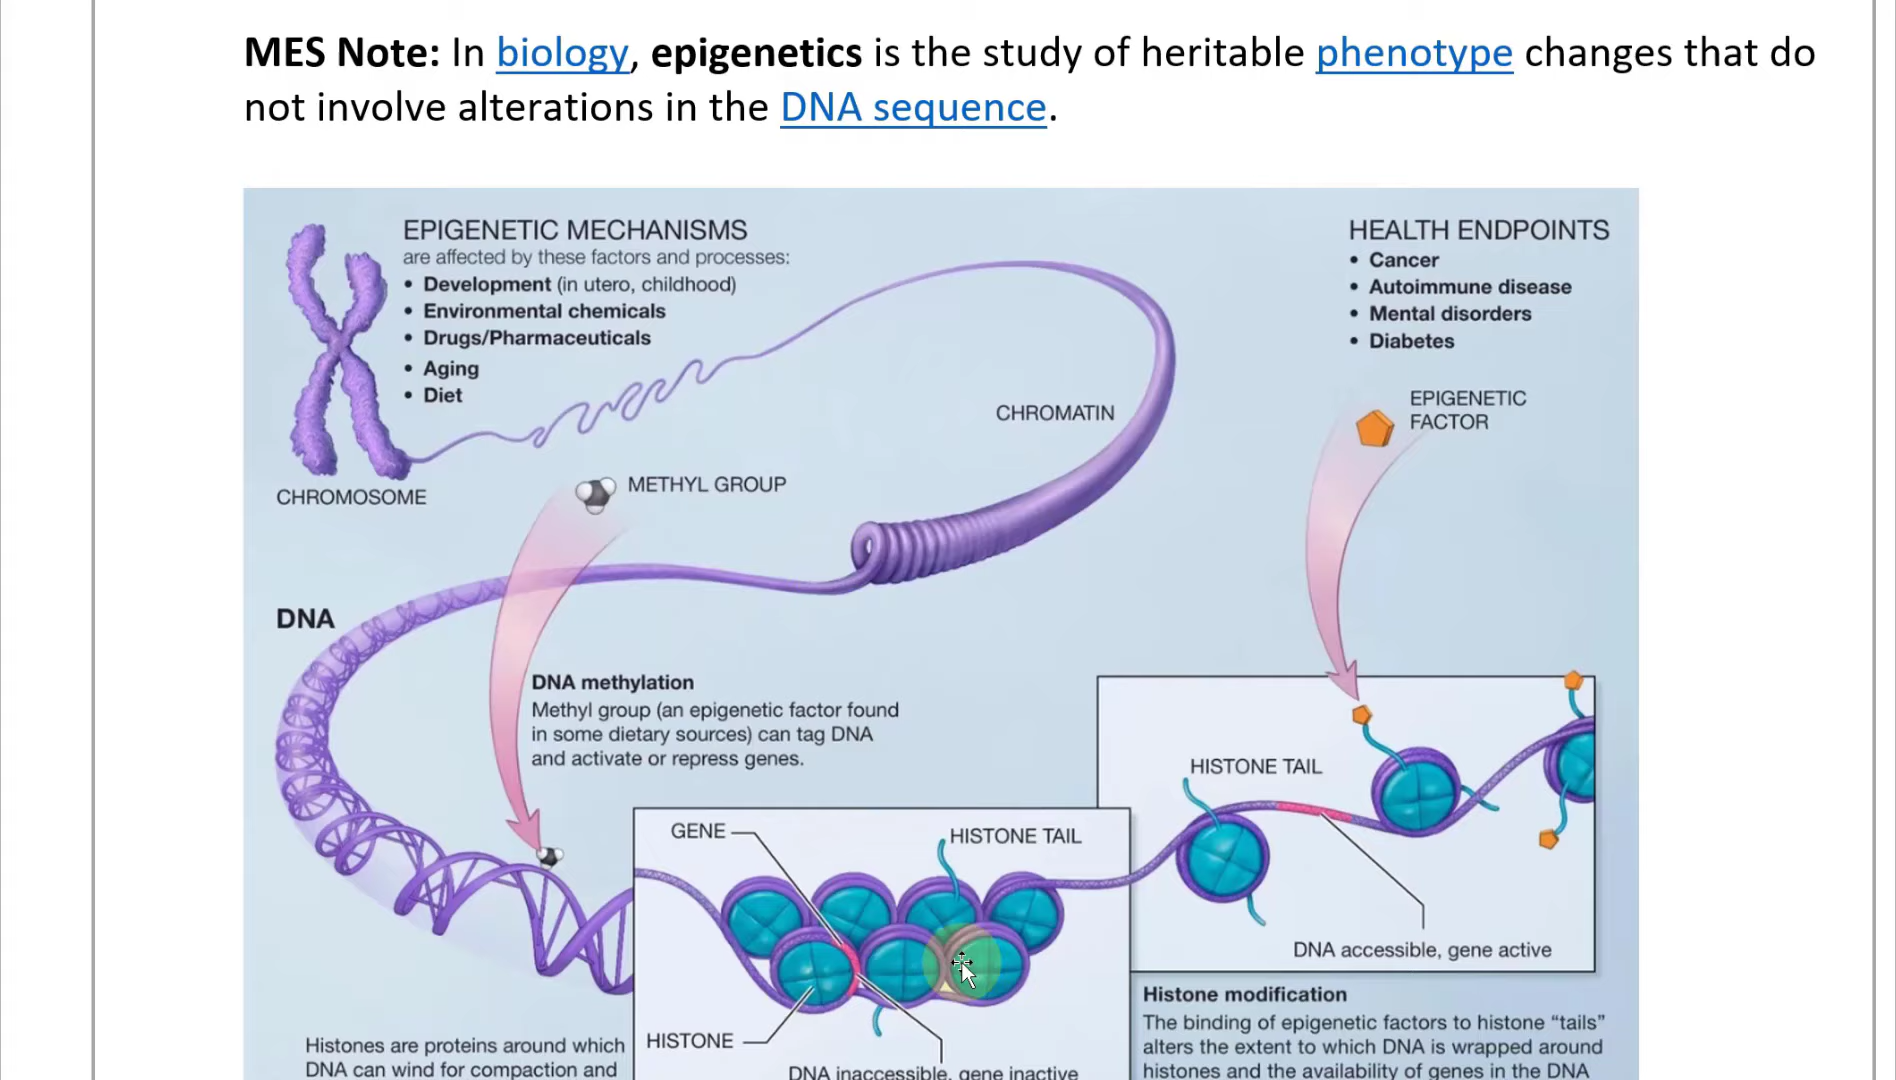 MES Note: In biology, epigenetics is the study of heritable phenotype changes that do
not involve alterations in the DNA sequence.
EPIGENETIC MECHANISMS
are affected by these factors and processes:
• Development (in utero, childhood)
• Environmental chemicals
• Drugs/Pharmaceuticals
• Aging
• Diet
HEALTH ENDPOINTS
• Cancer
• Autoimmune disease
• Mental disorders
• Diabetes
EPIGENETIC
FACTOR
CHROMATIN
CHROMOSOME
METHYL GROUP
DNA
DNA methylation
Methyl group (an epigenetic factor found
in some dietary sources) can tag DNA
and activate or repress genes.
HISTONE TAIL
GENE
HISTONE TAIL
DNA accessible, gene active
HISTONE
DNA inaccessible, gene inactive
Histones are proteins around which
DNA can wind for compaction and
Histone modification
The binding of epigenetic factors to histone “tails”
alters the extent to which DNA is wrapped around
histones and the availability of genes in the DNA